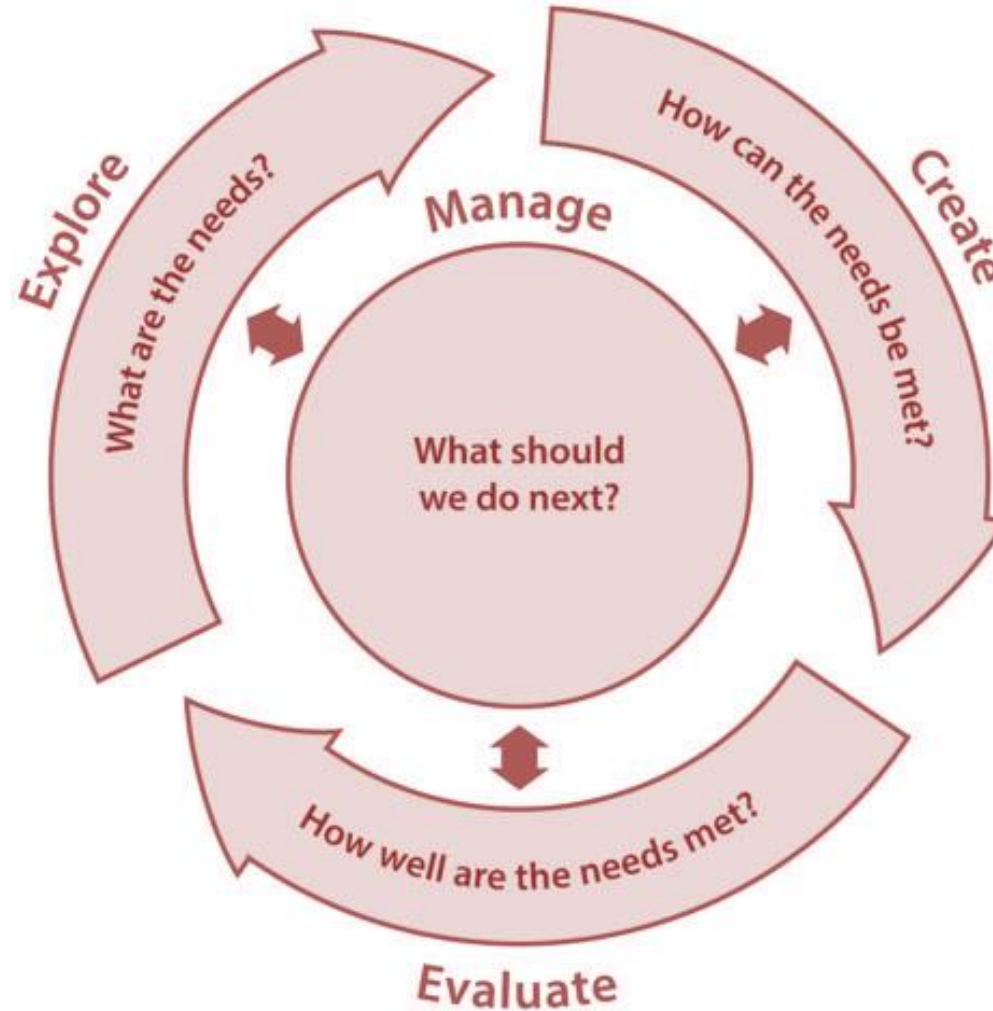 Explore
What are the needs?
Manage
What should
we do next?
How can the needs be met?
Create
How well are the needs met?
Evaluate